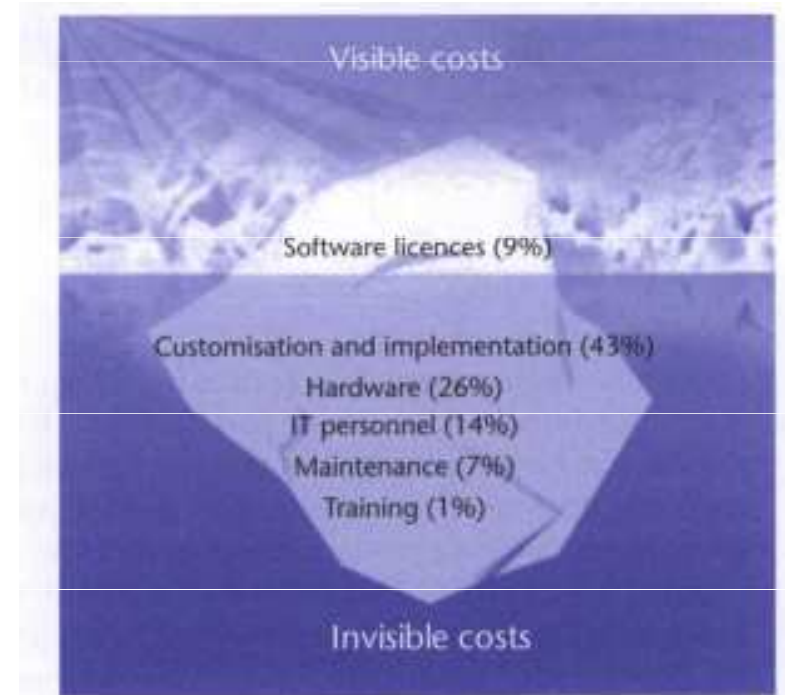 Visible costs
Software licences (9%)
Customisation and implementation (43%)
Hardware (26%)
IT personnel (14%)
Maintenance (7%)
Training (1%)
Invisible costs